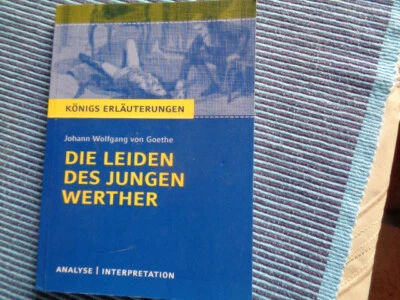 KÖNIGS ERLÄUTERUNGEN
Johann Wolfgang von Goethe
DIE LEIDEN
DES JUNGEN
WERTHER
ANALYSE | INTERPRETATION